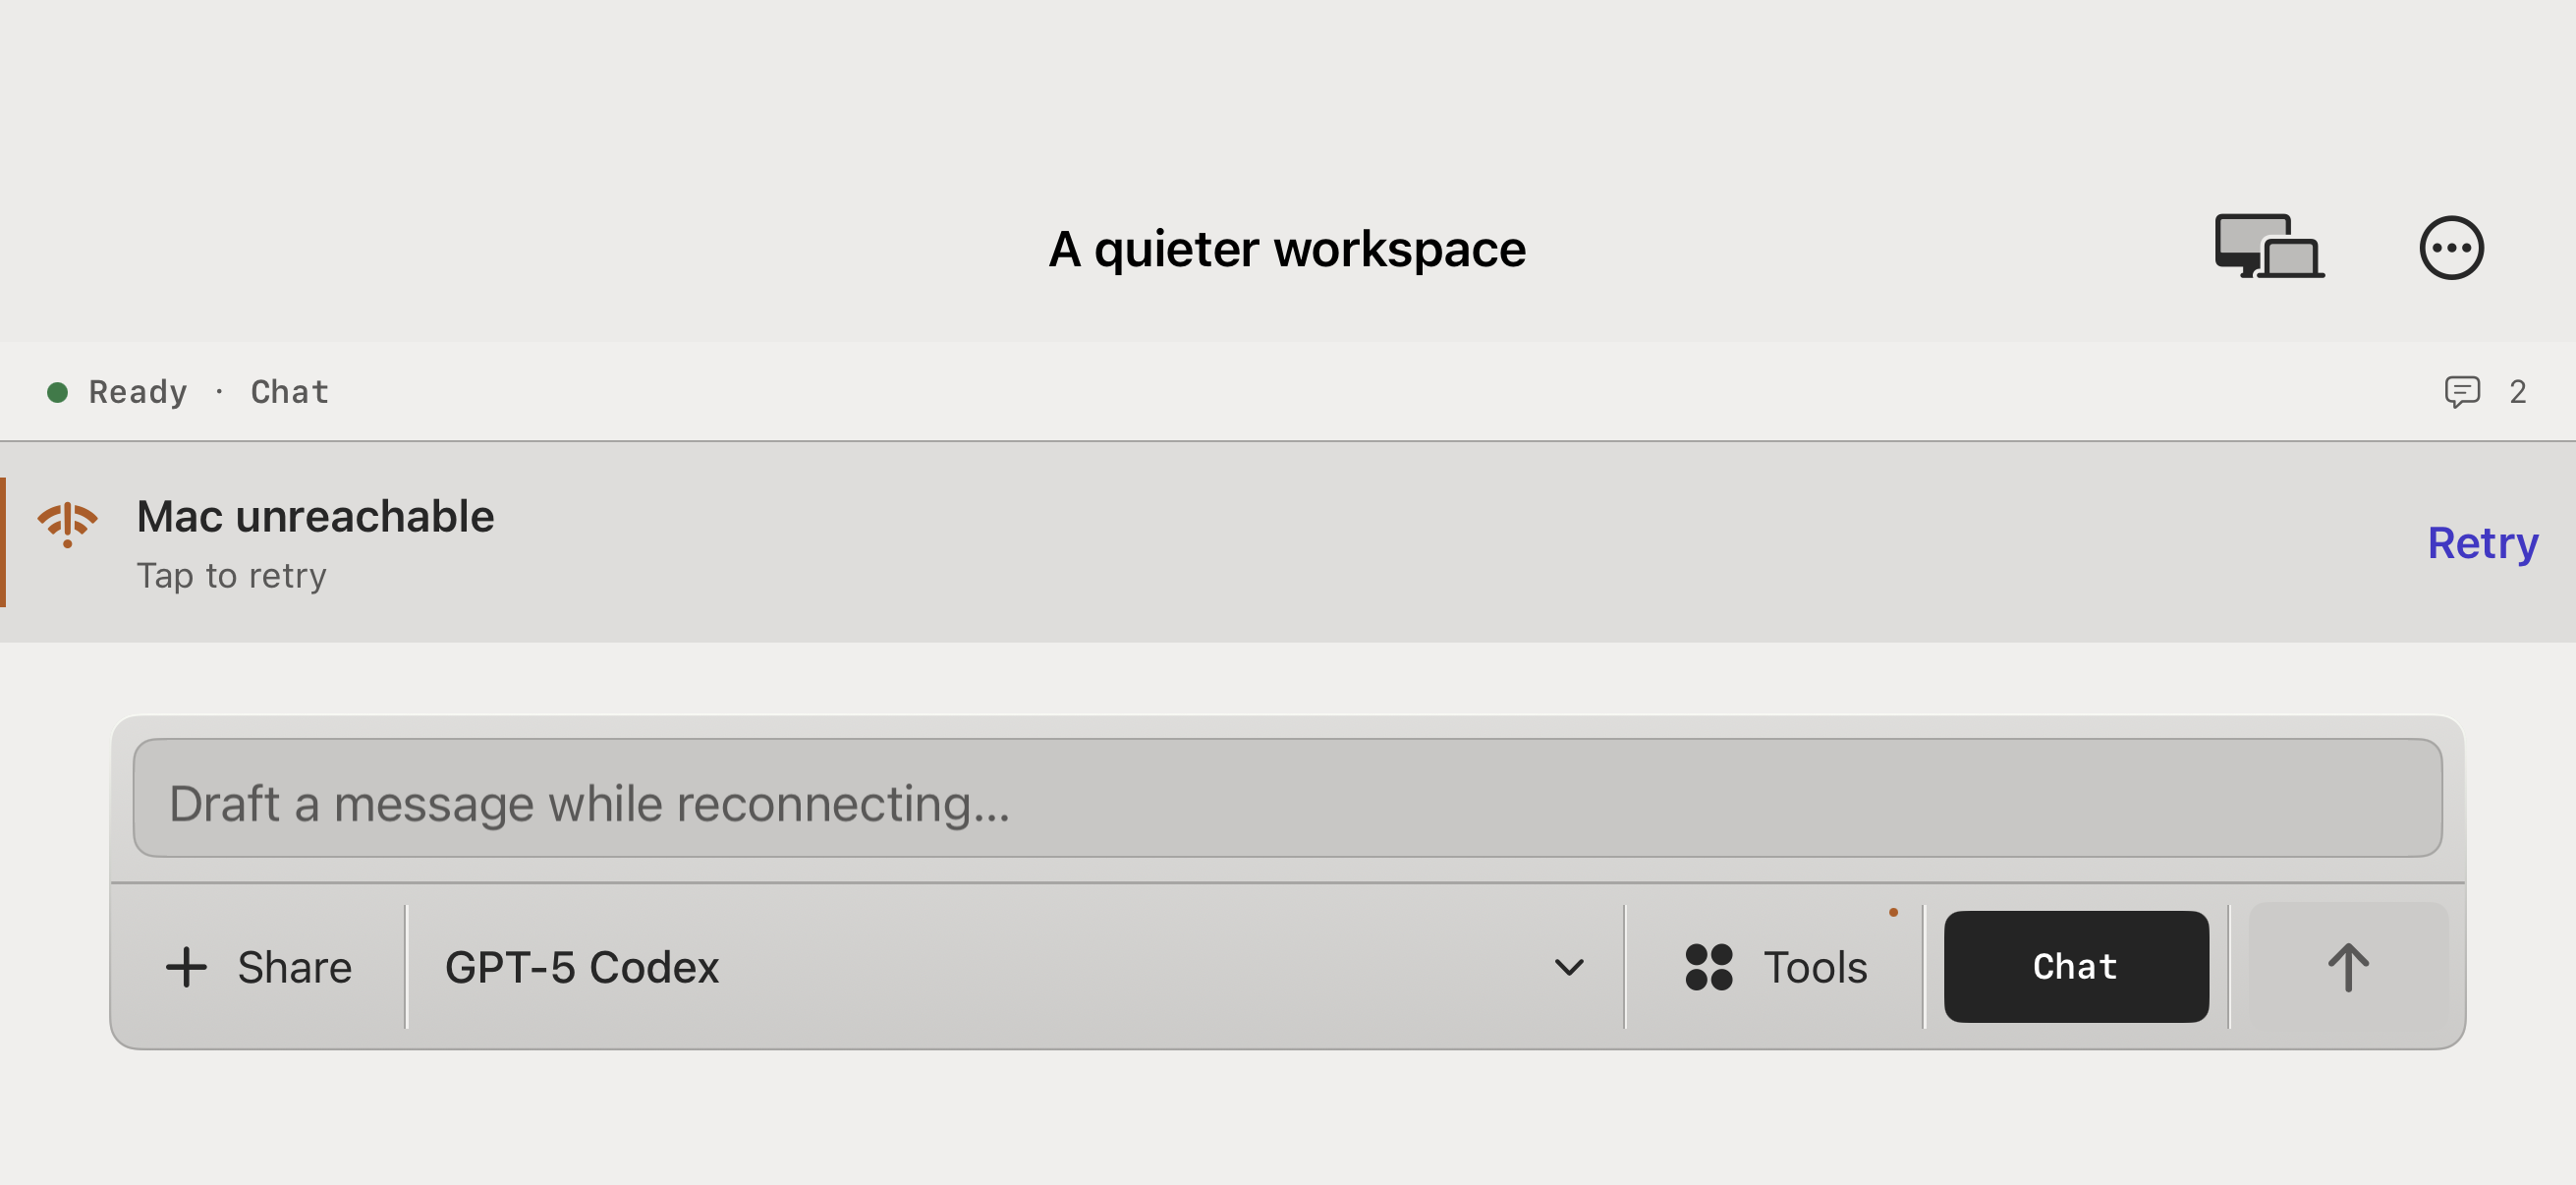 A quieter workspace
Ready · Chat
2
Mac unreachable
Tap to retry
Retry
Draft a message while reconnecting...
Share
GPT-5 Codex
Tools
Chat